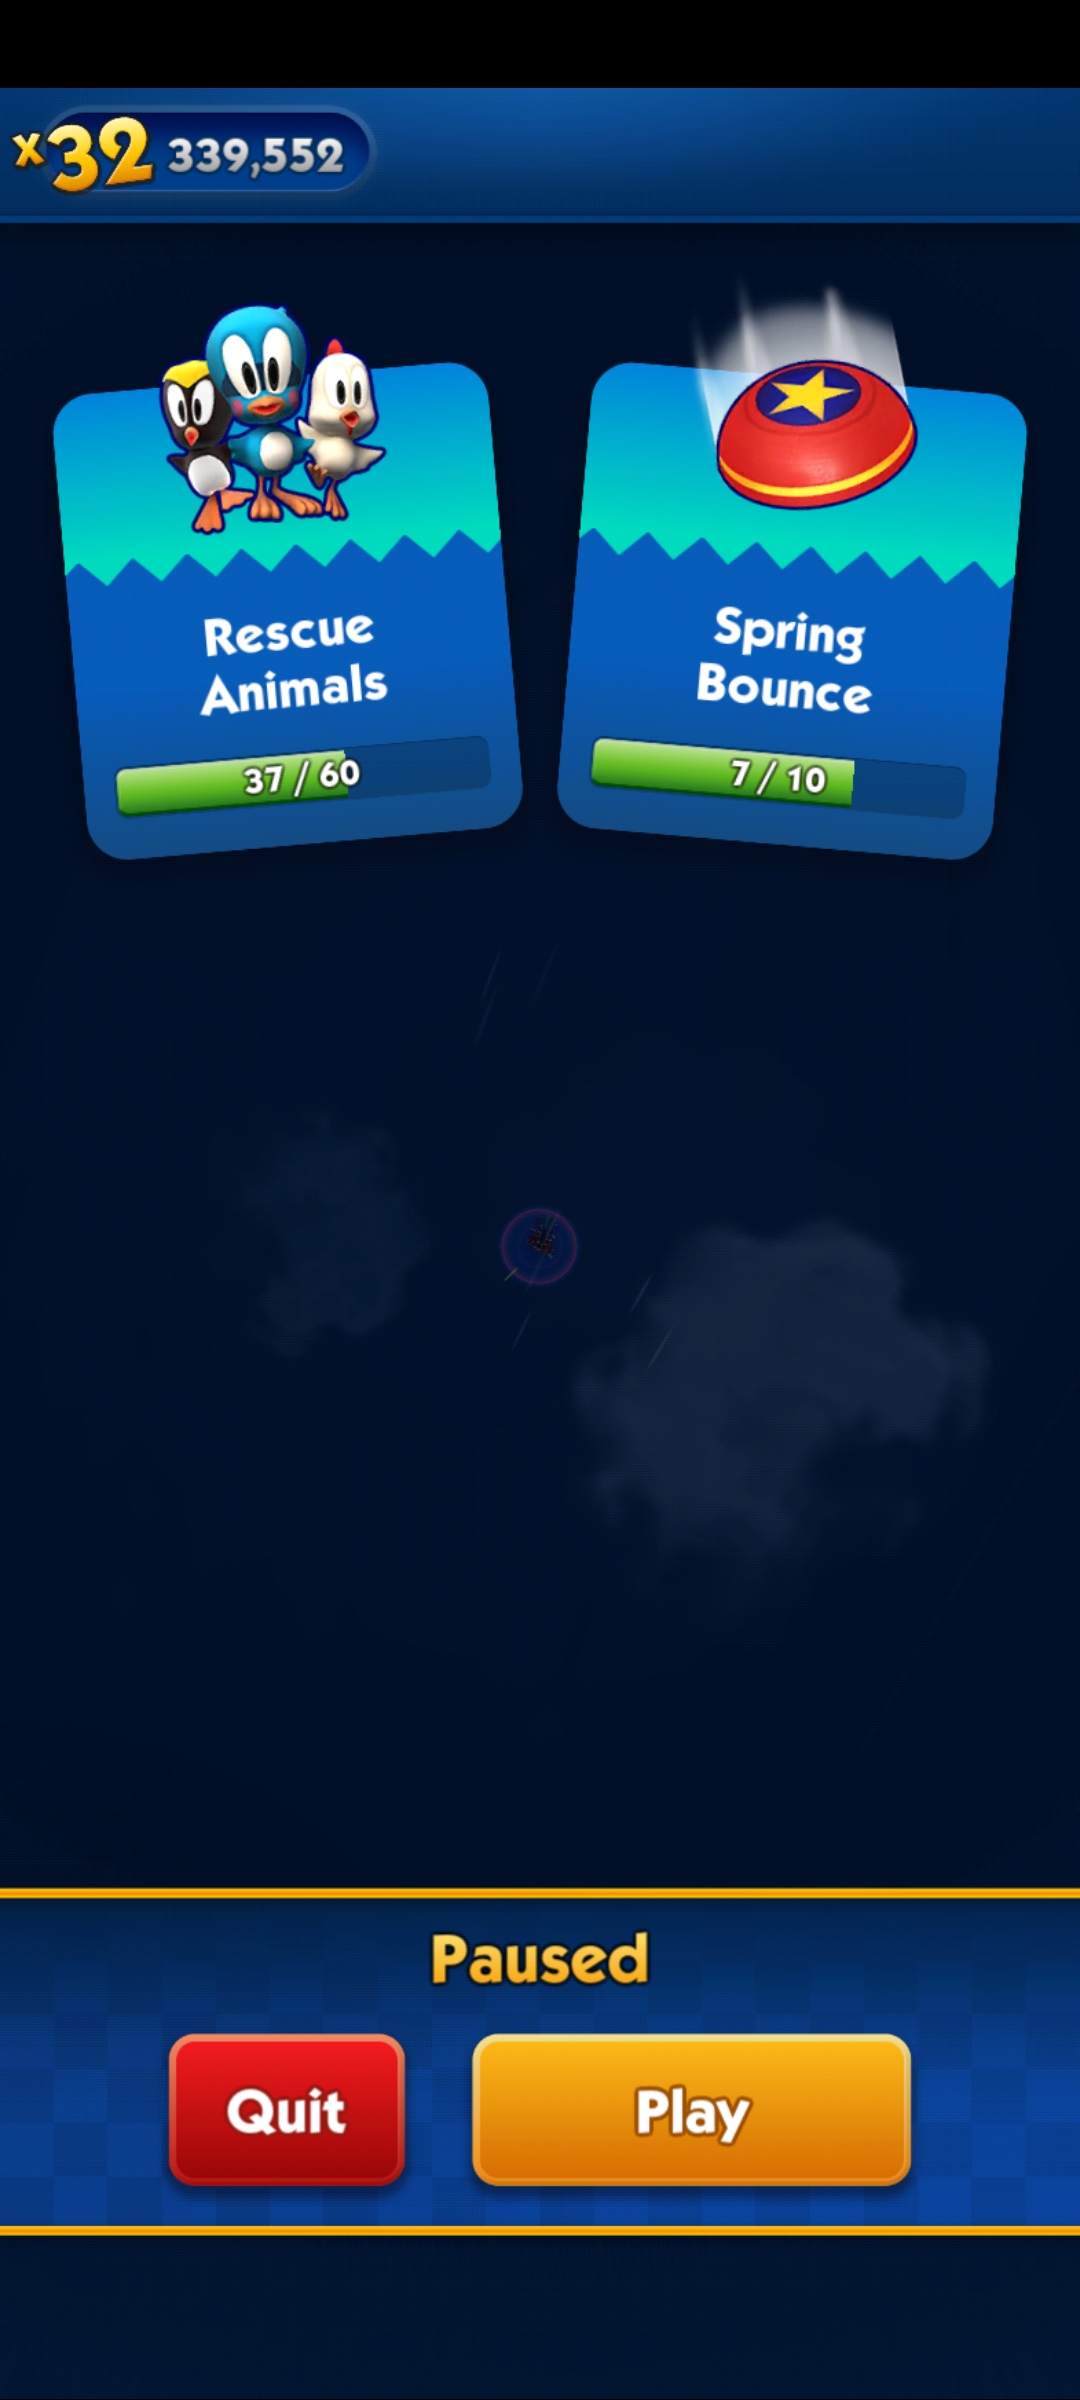 x32 339,552
Rescue
Animals
37 / 60
Spring
Bounce
7 / 10
Paused
Quit
Play